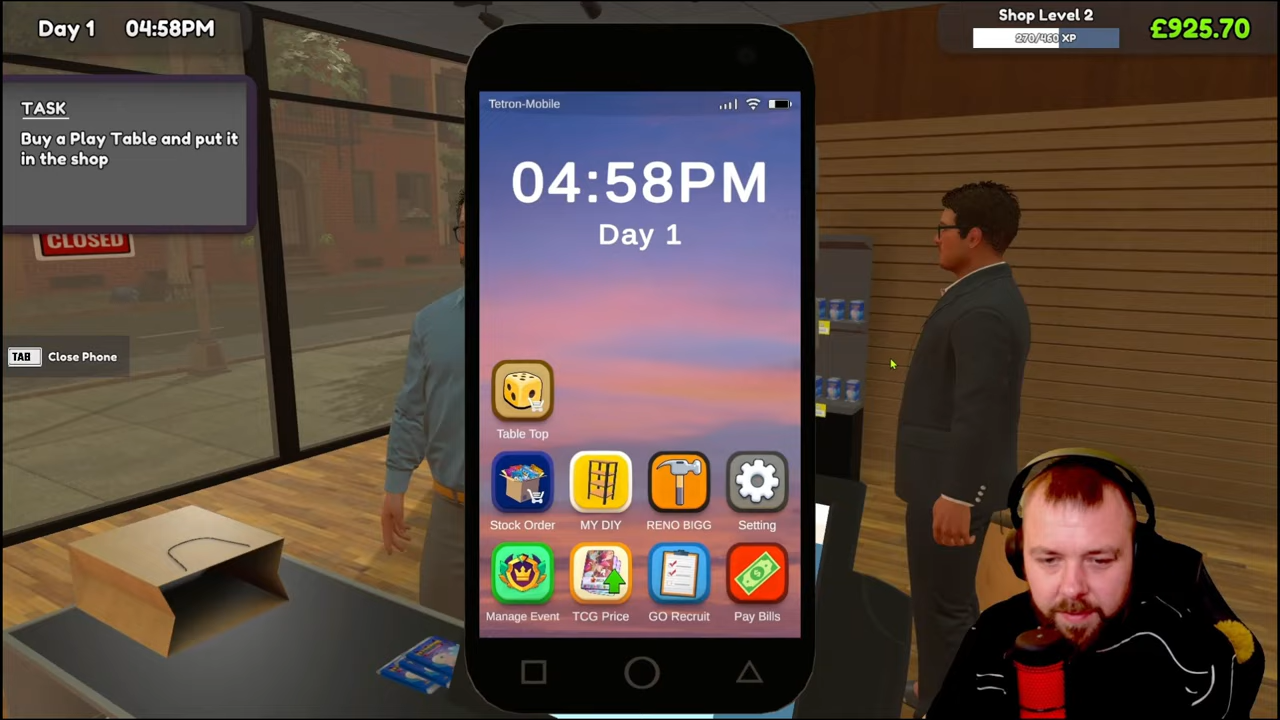 Day 1 04:58PM
Shop Level 2
270/460 XP
£925.70
TASK
Buy a Play Table and put it
in the shop
CLOSED
TAB Close Phone
Tetron-Mobile
04:58PM
Day 1
Table Top
Stock Order MY DIY RENO BIGG Setting
Manage Event TCG Price GO Recruit Pay Bills